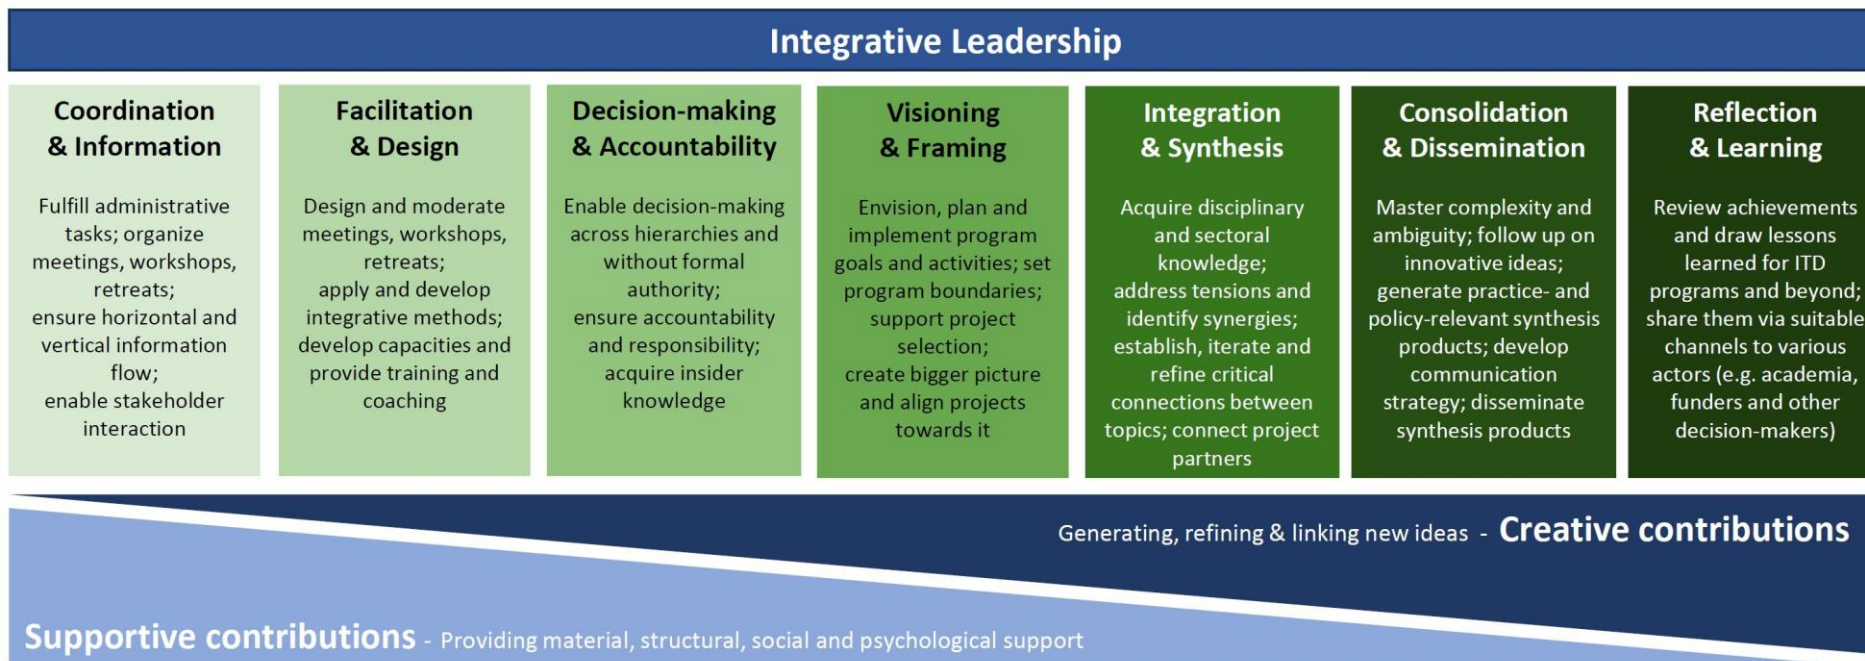 Integrative Leadership
Coordination
& Information
Fulfill administrative
tasks; organize
meetings, workshops,
retreats;
ensure horizontal and
vertical information
flow;
enable stakeholder
interaction
Facilitation
& Design
Design and moderate
meetings, workshops,
retreats;
apply and develop
integrative methods;
develop capacities and
provide training and
coaching
Decision-making
& Accountability
Enable decision-making
across hierarchies and
without formal
authority;
ensure accountability
and responsibility;
acquire insider
knowledge
Visioning
& Framing
Envision, plan and
implement program
goals and activities; set
program boundaries;
support project
selection;
create bigger picture
and align projects
towards it
Integration
& Synthesis
Acquire disciplinary
and sectoral
knowledge;
address tensions and
identify synergies;
establish, iterate and
refine critical
connections between
topics; connect project
partners
Consolidation
& Dissemination
Master complexity and
ambiguity; follow up on
innovative ideas;
generate practice- and
policy-relevant synthesis
products; develop
communication
strategy; disseminate
synthesis products
Reflection
& Learning
Review achievements
and draw lessons
learned for ITD
programs and beyond;
share them via suitable
channels to various
actors (e.g. academia,
funders and other
decision-makers)
Generating, refining & linking new ideas - Creative contributions
Supportive contributions - Providing material, structural, social and psychological support